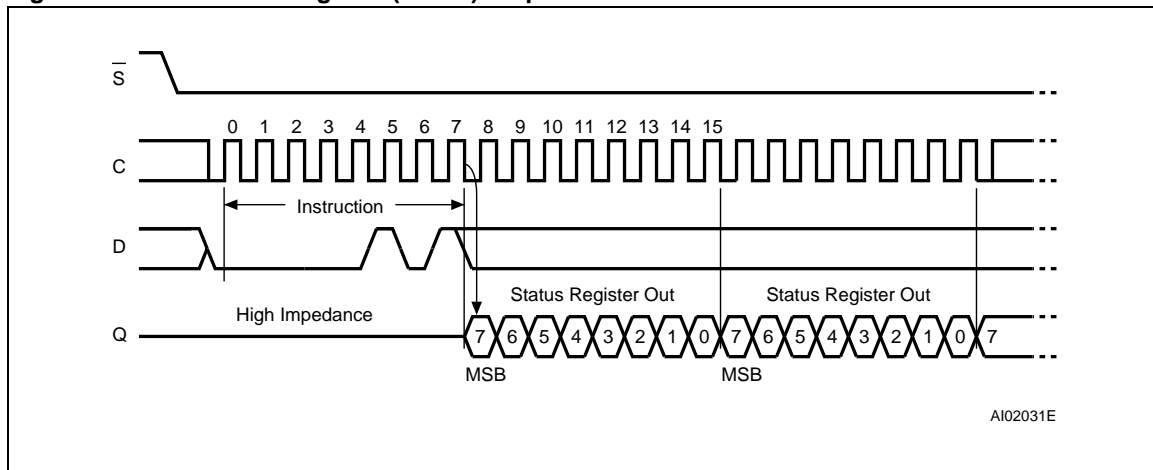 S
0 1 2 3 4 5 6 7 8 9 10 11 12 13 14 15
C
Instruction
D
Status Register Out Status Register Out
High Impedance
Q
7 6 5 4 3 2 1 0 7 6 5 4 3 2 1 0 7
MSB MSB
AI02031E